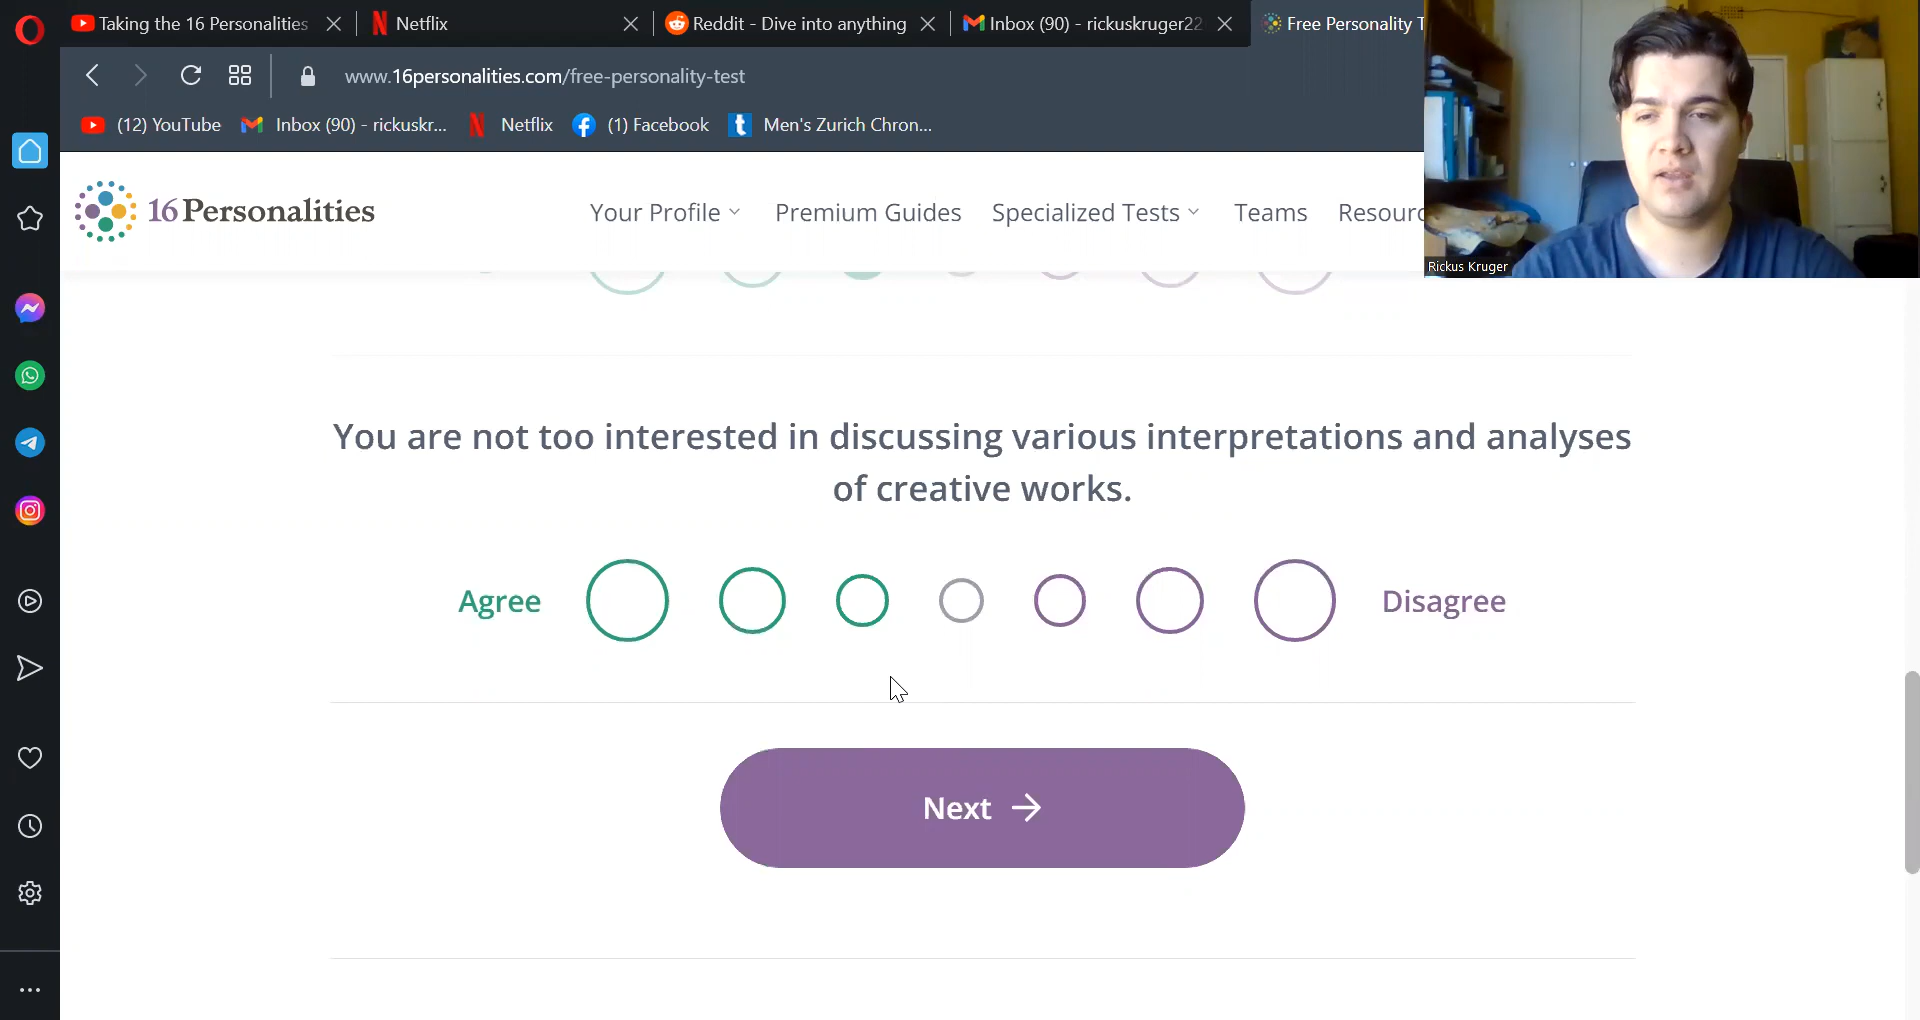 Taking the 16 Personalities
Netflix
Reddit - Dive into anything
Inbox (90) - rickuskruger22
Free Personality T
www.16personalities.com/free-personality-test
(12) YouTube
Inbox (90) - rickuskr...
Netflix
(1) Facebook
t
Men's Zurich Chron...
16Personalities
Your Profile
Premium Guides
Specialized Tests
Teams
Resourc
Rickus Kruger
You are not too interested in discussing various interpretations and analyses
of creative works.
Agree
Disagree
Next